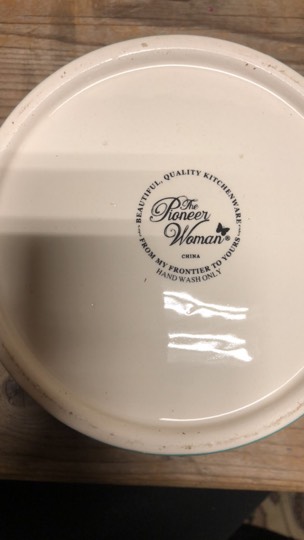 BEAUTIFUL, QUALITY KITCHENWARE
The
Pioneer
Woman®
CHINA
FROM MY FRONTIER TO YOURS
HAND WASH ONLY